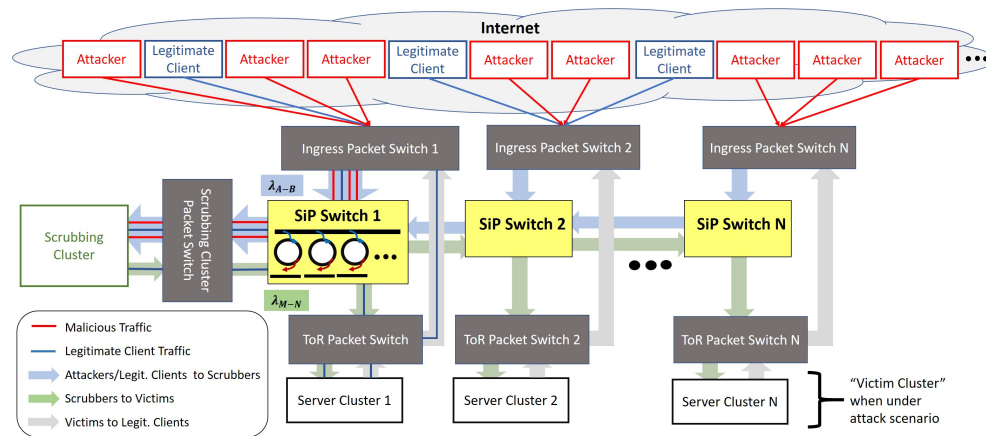 Internet
Attacker
Legitimate
Client
Attacker
Attacker
Legitimate
Client
Attacker
Attacker
Legitimate
Client
Attacker
Attacker
Attacker
Ingress Packet Switch 1
Ingress Packet Switch 2
Ingress Packet Switch N
λA−B
Scrubbing
Cluster
Scrubbing Cluster
Packet Switch
SiP Switch 1
SiP Switch 2
SiP Switch N
λM−N
ToR Packet Switch
ToR Packet Switch 2
ToR Packet Switch N
Server Cluster 1
Server Cluster 2
Server Cluster N
"Victim Cluster"
when under
attack scenario
Malicious Traffic
Legitimate Client Traffic
Attackers/Legit. Clients to Scrubbers
Scrubbers to Victims
Victims to Legit. Clients